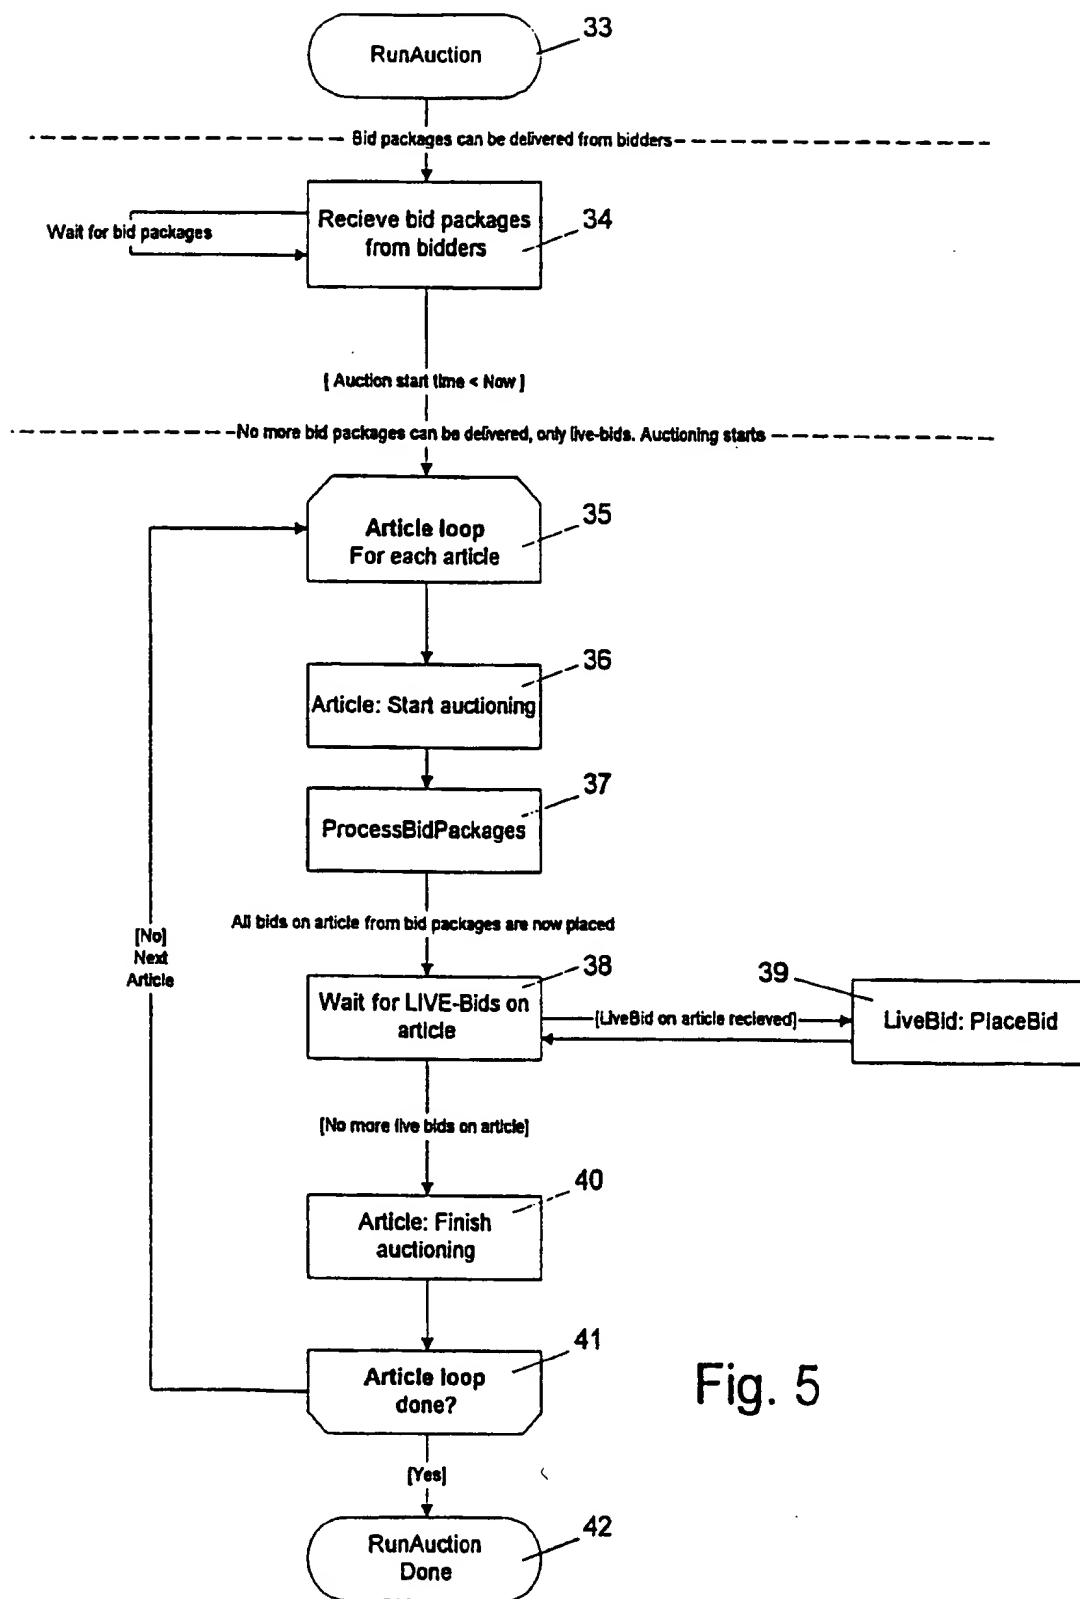 33
RunAuction
Bid packages can be delivered from bidders
Recieve bid packages
from bidders
34
Wait for bid packages
[ Auction start time < Now ]
No more bid packages can be delivered, only live-bids. Auctioning starts
Article loop
For each article
35
36
Article: Start auctioning
37
ProcessBidPackages
All bids on article from bid packages are now placed
[No]
Next
Article
38
Wait for LIVE-Bids on
article
[LiveBid on article recieved]
39
LiveBid: PlaceBid
[No more live bids on article]
40
Article: Finish
auctioning
41
Article loop
done?
Fig. 5
[Yes]
42
RunAuction
Done